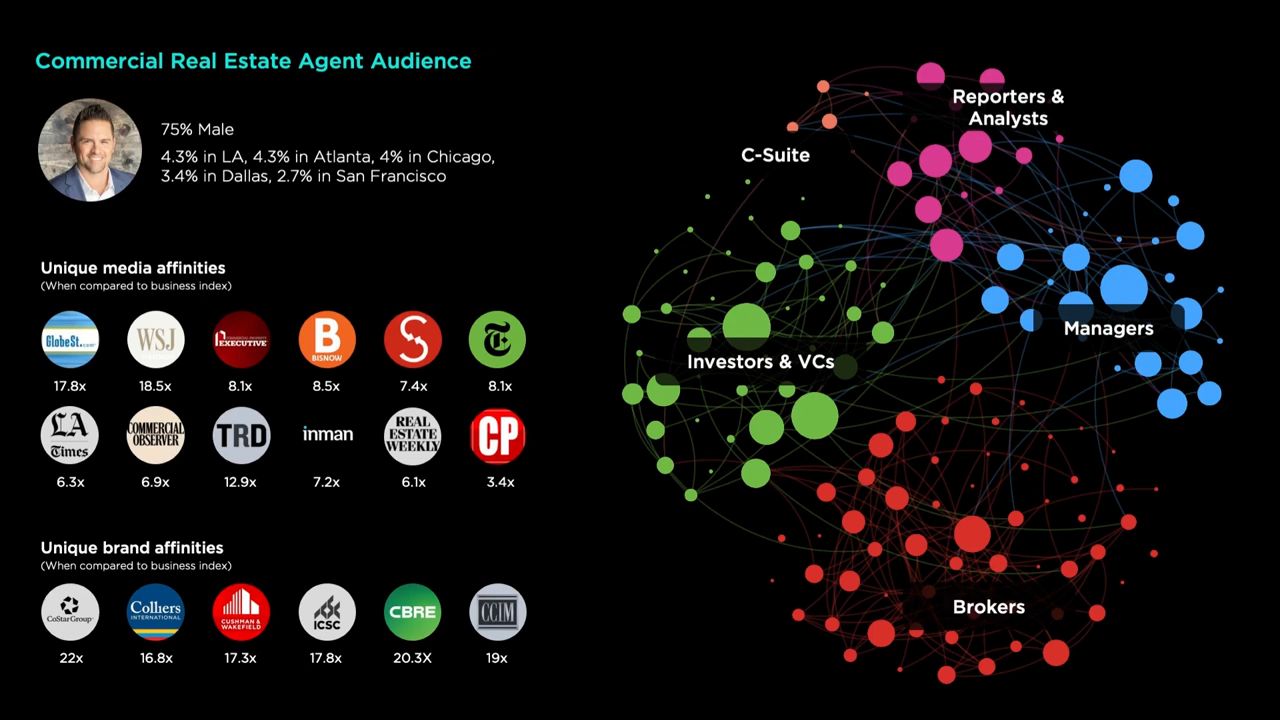 Commercial Real Estate Agent Audience
75% Male
4.3% in LA, 4.3% in Atlanta, 4% in Chicago,
3.4% in Dallas, 2.7% in San Francisco
Unique media affinities
(When compared to business index)
GlobeSt.
WSJ
COMMERCIAL PROPERTY
EXECUTIVE
B
BISNOW
S
T
17.8x
18.5x
8.1x
8.5x
7.4x
8.1x
LA
Times
COMMERCIAL
OBSERVER
TRD
inman
REAL
ESTATE
WEEKLY
CP
6.3x
6.9x
12.9x
7.2x
6.1x
3.4x
Unique brand affinities
(When compared to business index)
CoStar Group
Colliers
INTERNATIONAL
CUSHMAN &
WAKEFIELD
ICSC
CBRE
CCIM
22x
16.8x
17.3x
17.8x
20.3X
19x
Reporters &
Analysts
C-Suite
Managers
Investors & VCs
Brokers